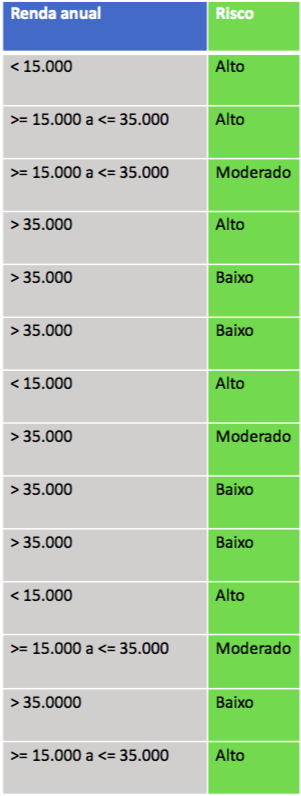 Renda anual Risco
< 15.000 Alto
>= 15.000 a <= 35.000 Alto
>= 15.000 a <= 35.000 Moderado
> 35.000 Alto
> 35.000 Baixo
> 35.000 Baixo
< 15.000 Alto
> 35.000 Moderado
> 35.000 Baixo
> 35.000 Baixo
< 15.000 Alto
>= 15.000 a <= 35.000 Moderado
> 35.0000 Baixo
>= 15.000 a <= 35.000 Alto